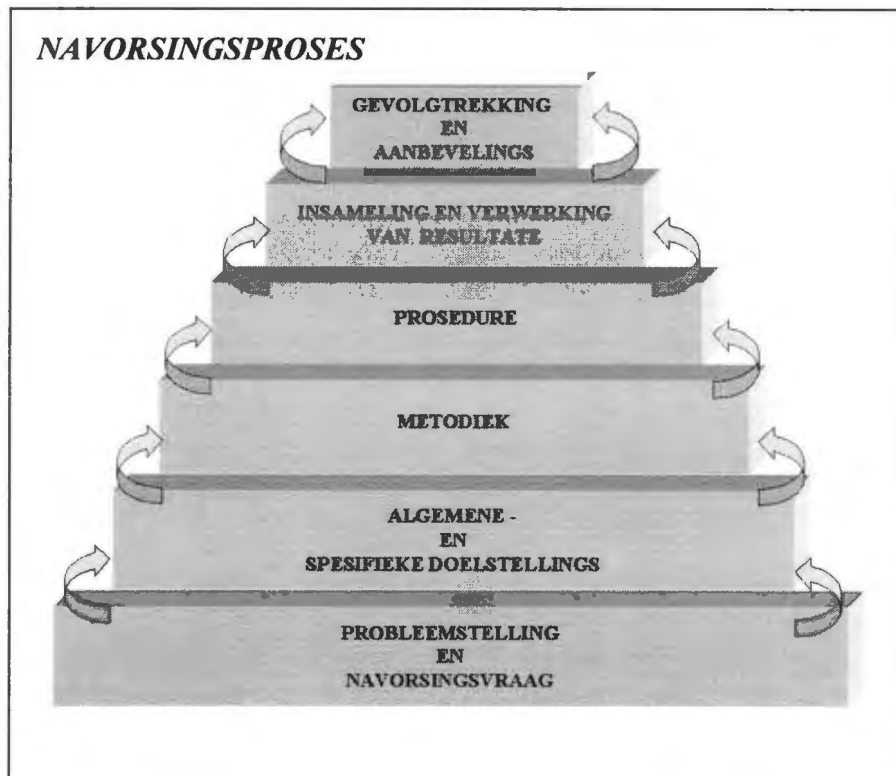 NAVORSINGSPROSES
GEVOLGTREKKING
EN
AANBEVELINGS
INSAMELING EN VERWERKING
VAN RESULTATE
PROSEDURE
METODIEK
ALGEMENE -
EN
SPESIFIEKE DOELSTELLINGS
PROBLEEMSTELLING
EN
NAVORSINGSVRAAG